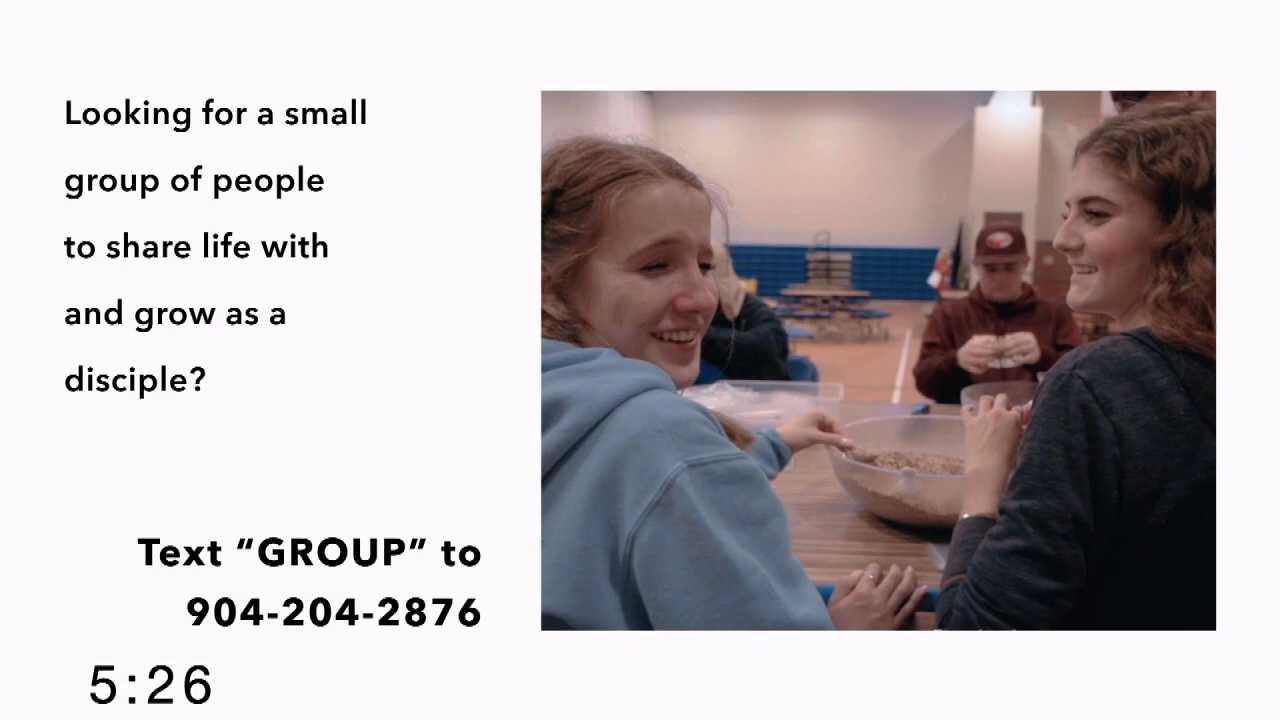 Looking for a small
group of people
to share life with
and grow as a
disciple?
Text “GROUP” to
904-204-2876
5:26